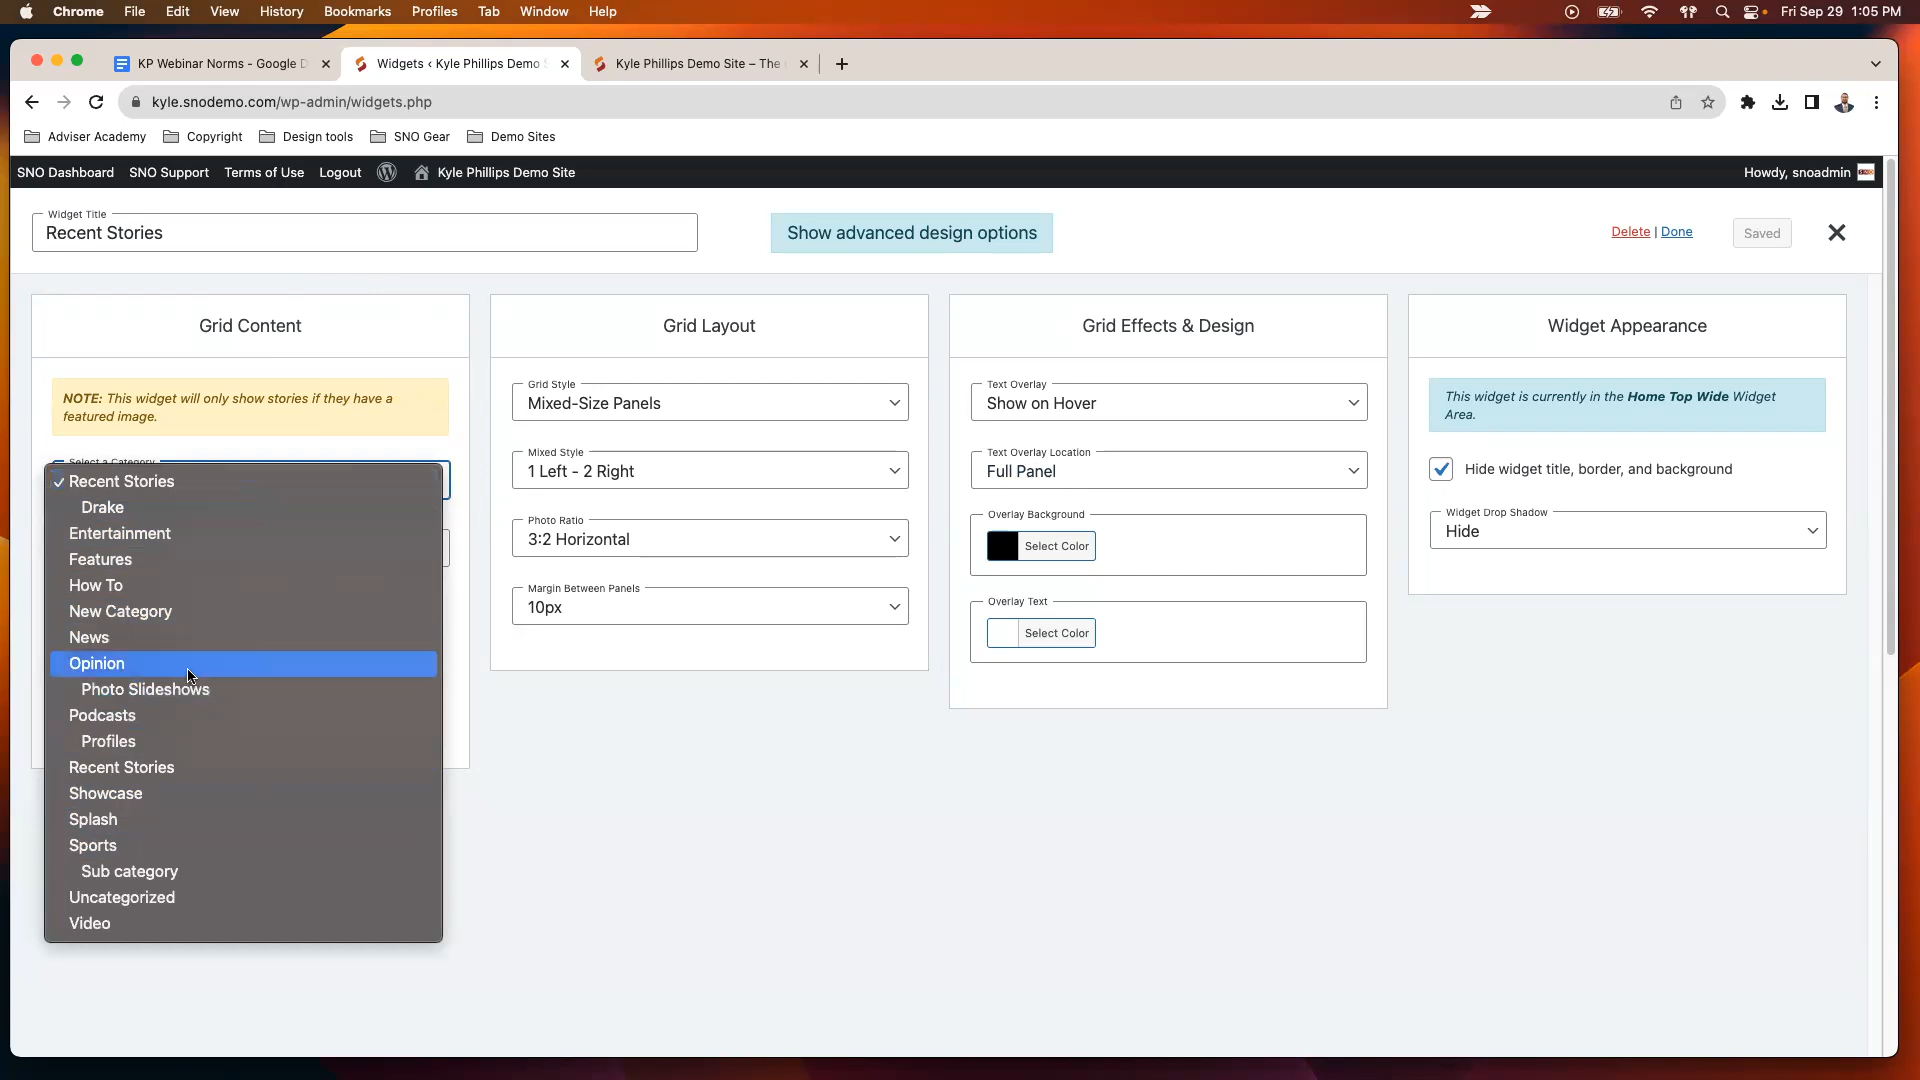 Chrome File Edit View History Bookmarks Profiles Tab Window Help Fri Sep 29 1:05 PM
KP Webinar Norms - Google D
Widgets ‹ Kyle Phillips Demo S
Kyle Phillips Demo Site – The
kyle.snodemo.com/wp-admin/widgets.php
Adviser Academy Copyright Design tools SNO Gear Demo Sites
SNO Dashboard SNO Support Terms of Use Logout Kyle Phillips Demo Site Howdy, snoadmin
Widget Title
Recent Stories
Show advanced design options
Delete | Done
Saved
Grid Content
NOTE: This widget will only show stories if they have a
featured image.
Select a Category
Recent Stories
Drake
Entertainment
Features
How To
New Category
News
Opinion
Photo Slideshows
Podcasts
Profiles
Recent Stories
Showcase
Splash
Sports
Sub category
Uncategorized
Video
Grid Layout
Grid Style
Mixed-Size Panels
Mixed Style
1 Left - 2 Right
Photo Ratio
3:2 Horizontal
Margin Between Panels
10px
Grid Effects & Design
Text Overlay
Show on Hover
Text Overlay Location
Full Panel
Overlay Background
Select Color
Overlay Text
Select Color
Widget Appearance
This widget is currently in the Home Top Wide Widget
Area.
Hide widget title, border, and background
Widget Drop Shadow
Hide